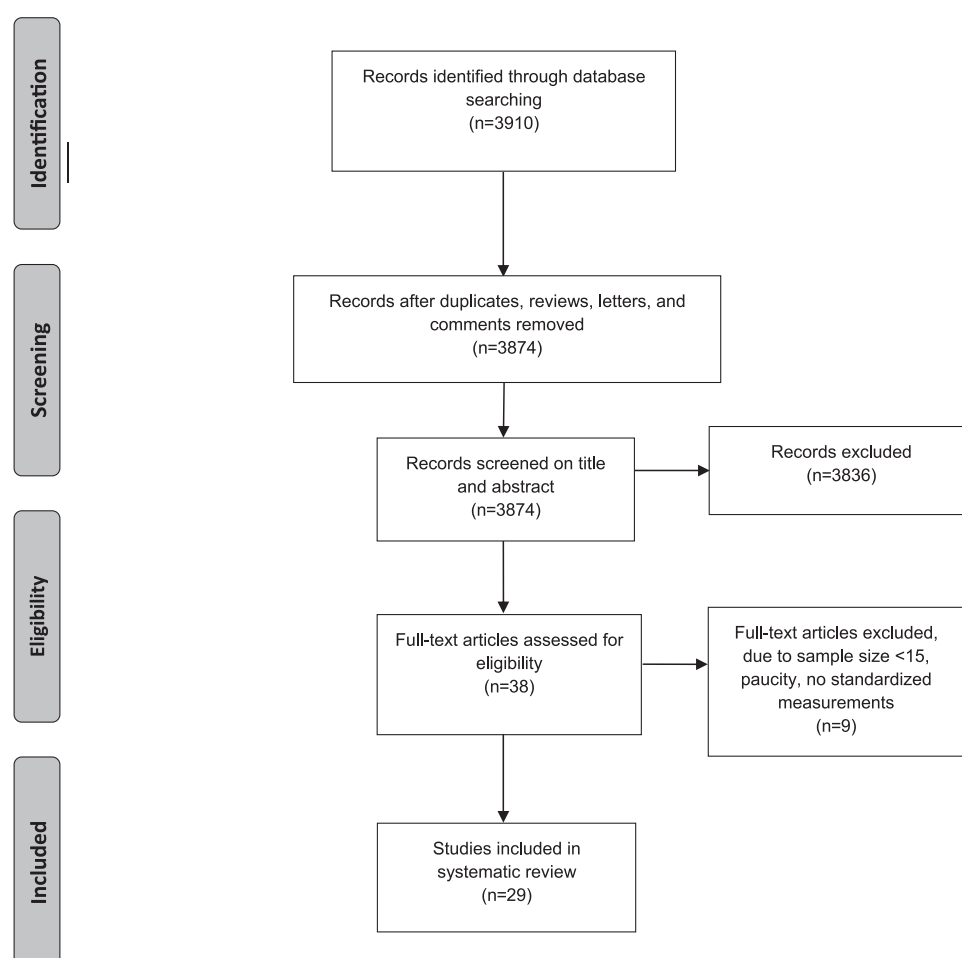 Identification
Records identified through database
searching
(n=3910)
Screening
Records after duplicates, reviews, letters, and
comments removed
(n=3874)
Records screened on title
and abstract
(n=3874)
Records excluded
(n=3836)
Eligibility
Full-text articles assessed for
eligibility
(n=38)
Full-text articles excluded,
due to sample size <15,
paucity, no standardized
measurements
(n=9)
Included
Studies included in
systematic review
(n=29)